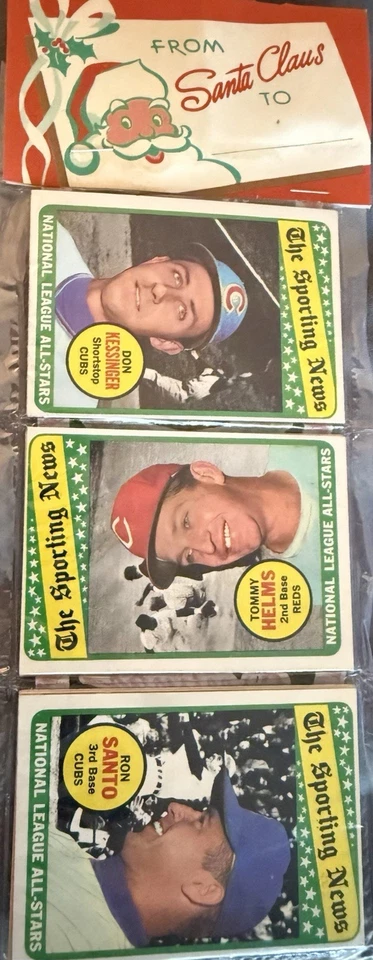 FROM
Santa Claus
TO
The Sporting News
C
DON
KESSINGER
Shortstop
CUBS
NATIONAL LEAGUE ALL-STARS
The Sporting News
C
TOMMY
HELMS
2nd Base
REDS
NATIONAL LEAGUE ALL-STARS
The Sporting News
RON
SANTO
3rd Base
CUBS
NATIONAL LEAGUE ALL-STARS